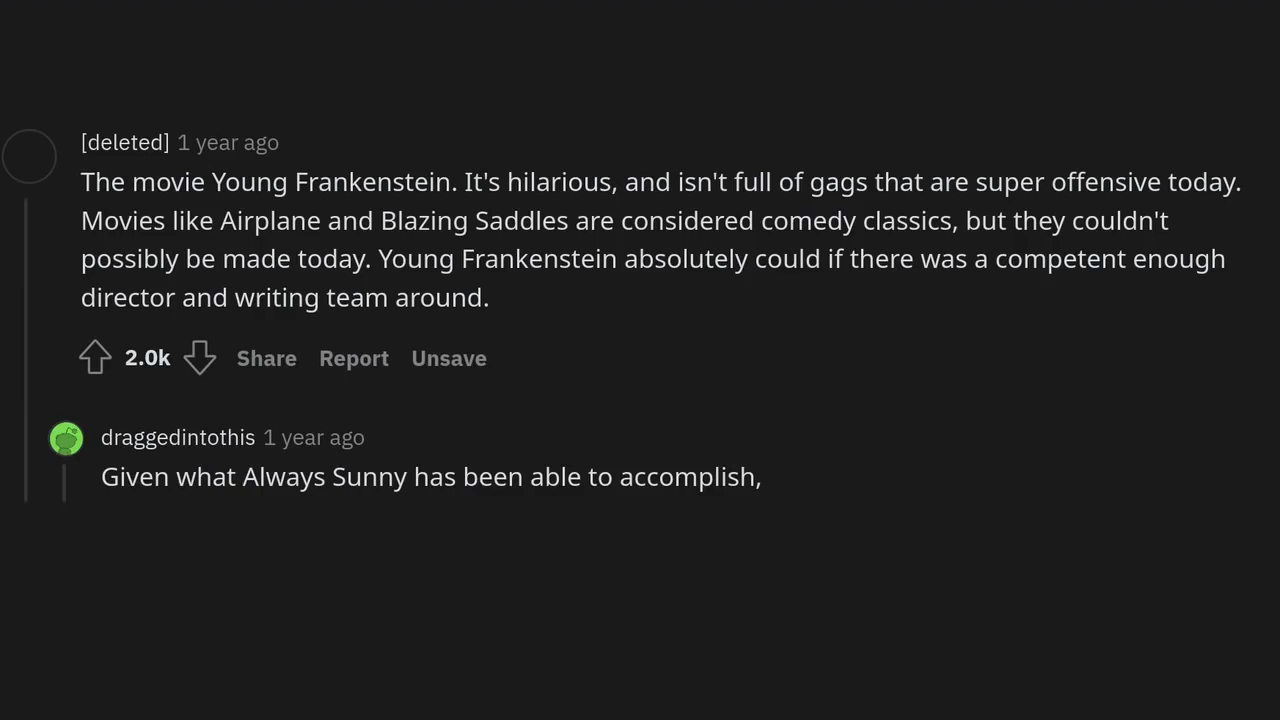 [deleted] 1 year ago
The movie Young Frankenstein. It's hilarious, and isn't full of gags that are super offensive today.
Movies like Airplane and Blazing Saddles are considered comedy classics, but they couldn't
possibly be made today. Young Frankenstein absolutely could if there was a competent enough
director and writing team around.
2.0k Share Report Unsave
draggedintothis 1 year ago
Given what Always Sunny has been able to accomplish,